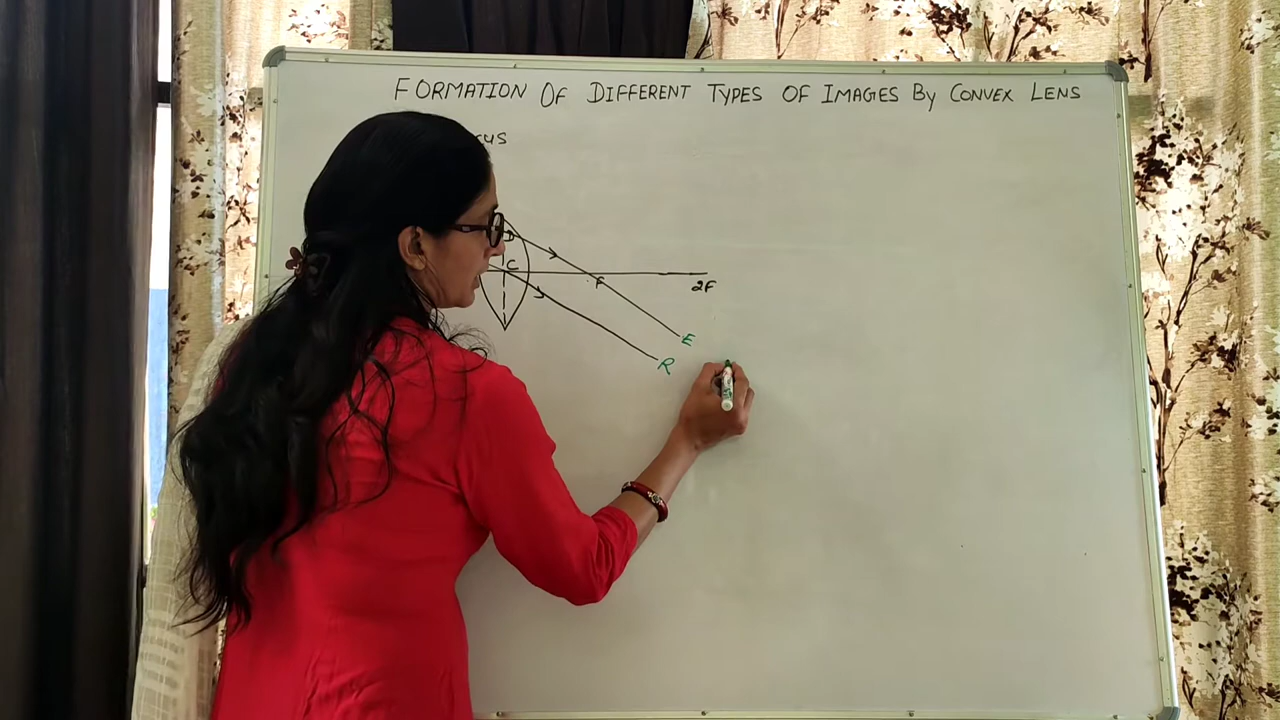 FORMATION OF DIFFERENT TYPES OF IMAGES BY CONVEX LENS
C
F
2F
E
R